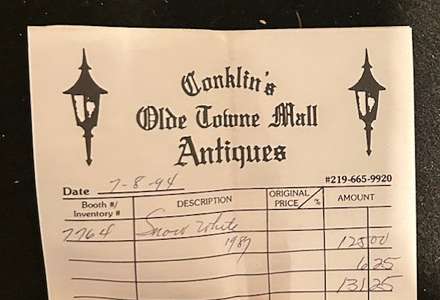 Conklin's
Olde Towne Mall
Antiques
#219-665-9920
Date 7-8-94
Booth #/ Inventory # DESCRIPTION ORIGINAL PRICE / % AMOUNT
7764 Snow White
1987 125 00
6 25
131 25